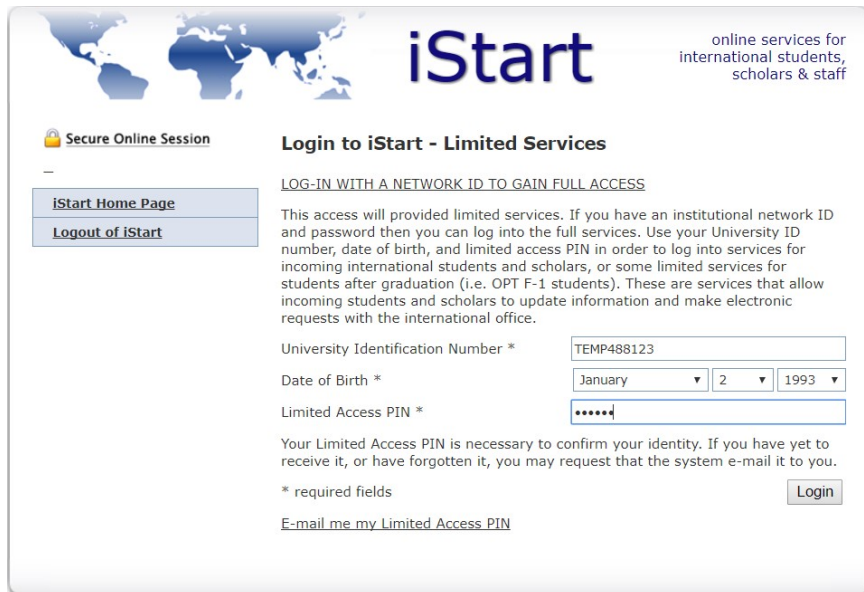 iStart
online services for
international students,
scholars & staff
Secure Online Session
iStart Home Page
Logout of iStart
Login to iStart - Limited Services
LOG-IN WITH A NETWORK ID TO GAIN FULL ACCESS
This access will provided limited services. If you have an institutional network ID
and password then you can log into the full services. Use your University ID
number, date of birth, and limited access PIN in order to log into services for
incoming international students and scholars, or some limited services for
students after graduation (i.e. OPT F-1 students). These are services that allow
incoming students and scholars to update information and make electronic
requests with the international office.
University Identification Number * TEMP488123
Date of Birth * January 2 1993
Limited Access PIN * ••••••
Your Limited Access PIN is necessary to confirm your identity. If you have yet to
receive it, or have forgotten it, you may request that the system e-mail it to you.
* required fields Login
E-mail me my Limited Access PIN